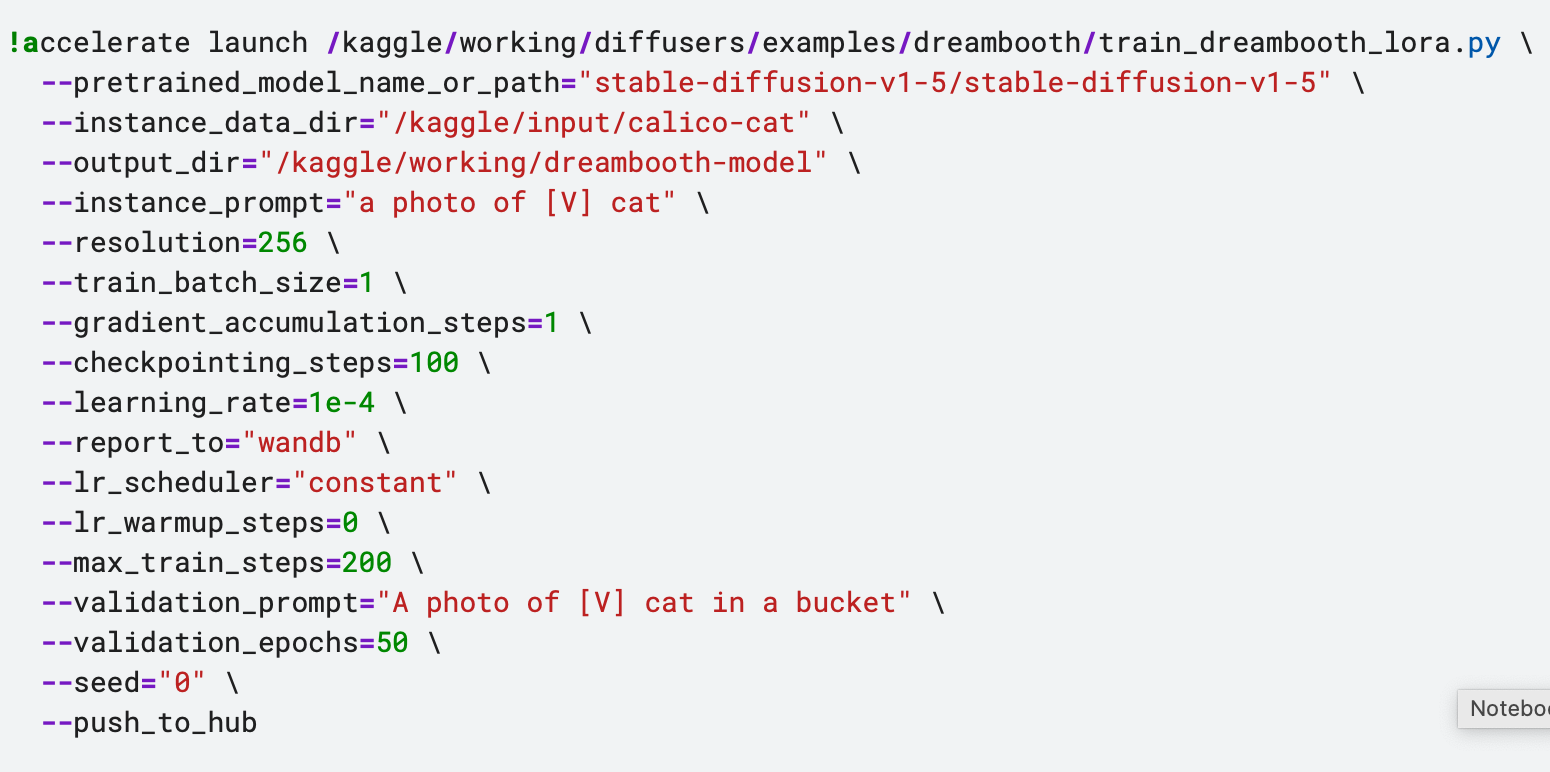 !accelerate launch /kaggle/working/diffusers/examples/dreambooth/train_dreambooth_lora.py \
--pretrained_model_name_or_path="stable-diffusion-v1-5/stable-diffusion-v1-5" \
--instance_data_dir="/kaggle/input/calico-cat" \
--output_dir="/kaggle/working/dreambooth-model" \
--instance_prompt="a photo of [V] cat" \
--resolution=256 \
--train_batch_size=1 \
--gradient_accumulation_steps=1 \
--checkpointing_steps=100 \
--learning_rate=1e-4 \
--report_to="wandb" \
--lr_scheduler="constant" \
--lr_warmup_steps=0 \
--max_train_steps=200 \
--validation_prompt="A photo of [V] cat in a bucket" \
--validation_epochs=50 \
--seed="0" \
--push_to_hub